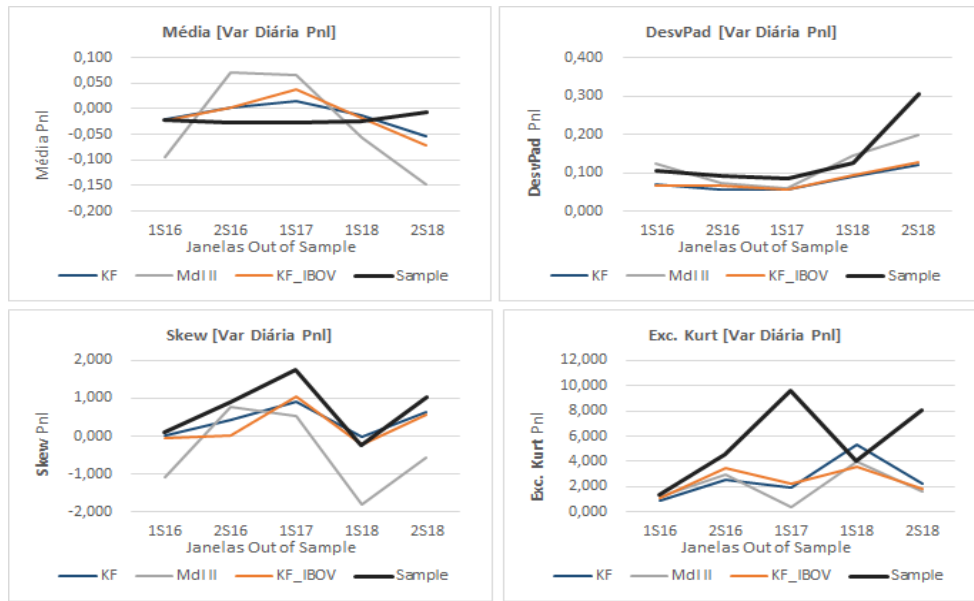 Média [Var Diária Pnl]
0,100
0,050
0,000
-0,050
-0,100
-0,150
-0,200
Média Pnl
1S16 2S16 1S17 1S18 2S18
Janelas Out of Sample
KF Mdl II KF_IBOV Sample
DesvPad [Var Diária Pnl]
0,400
0,300
0,200
0,100
0,000
DesvPad Pnl
1S16 2S16 1S17 1S18 2S18
Janelas Out of Sample
KF Mdl II KF_IBOV Sample
Skew [Var Diária Pnl]
2,000
1,000
0,000
-1,000
-2,000
Skew Pnl
1S16 2S16 1S17 1S18 2S18
Janelas Out of Sample
KF Mdl II KF_IBOV Sample
Exc. Kurt [Var Diária Pnl]
12,000
10,000
8,000
6,000
4,000
2,000
0,000
Exc. Kurt Pnl
1S16 2S16 1S17 1S18 2S18
Janelas Out of Sample
KF Mdl II KF_IBOV Sample